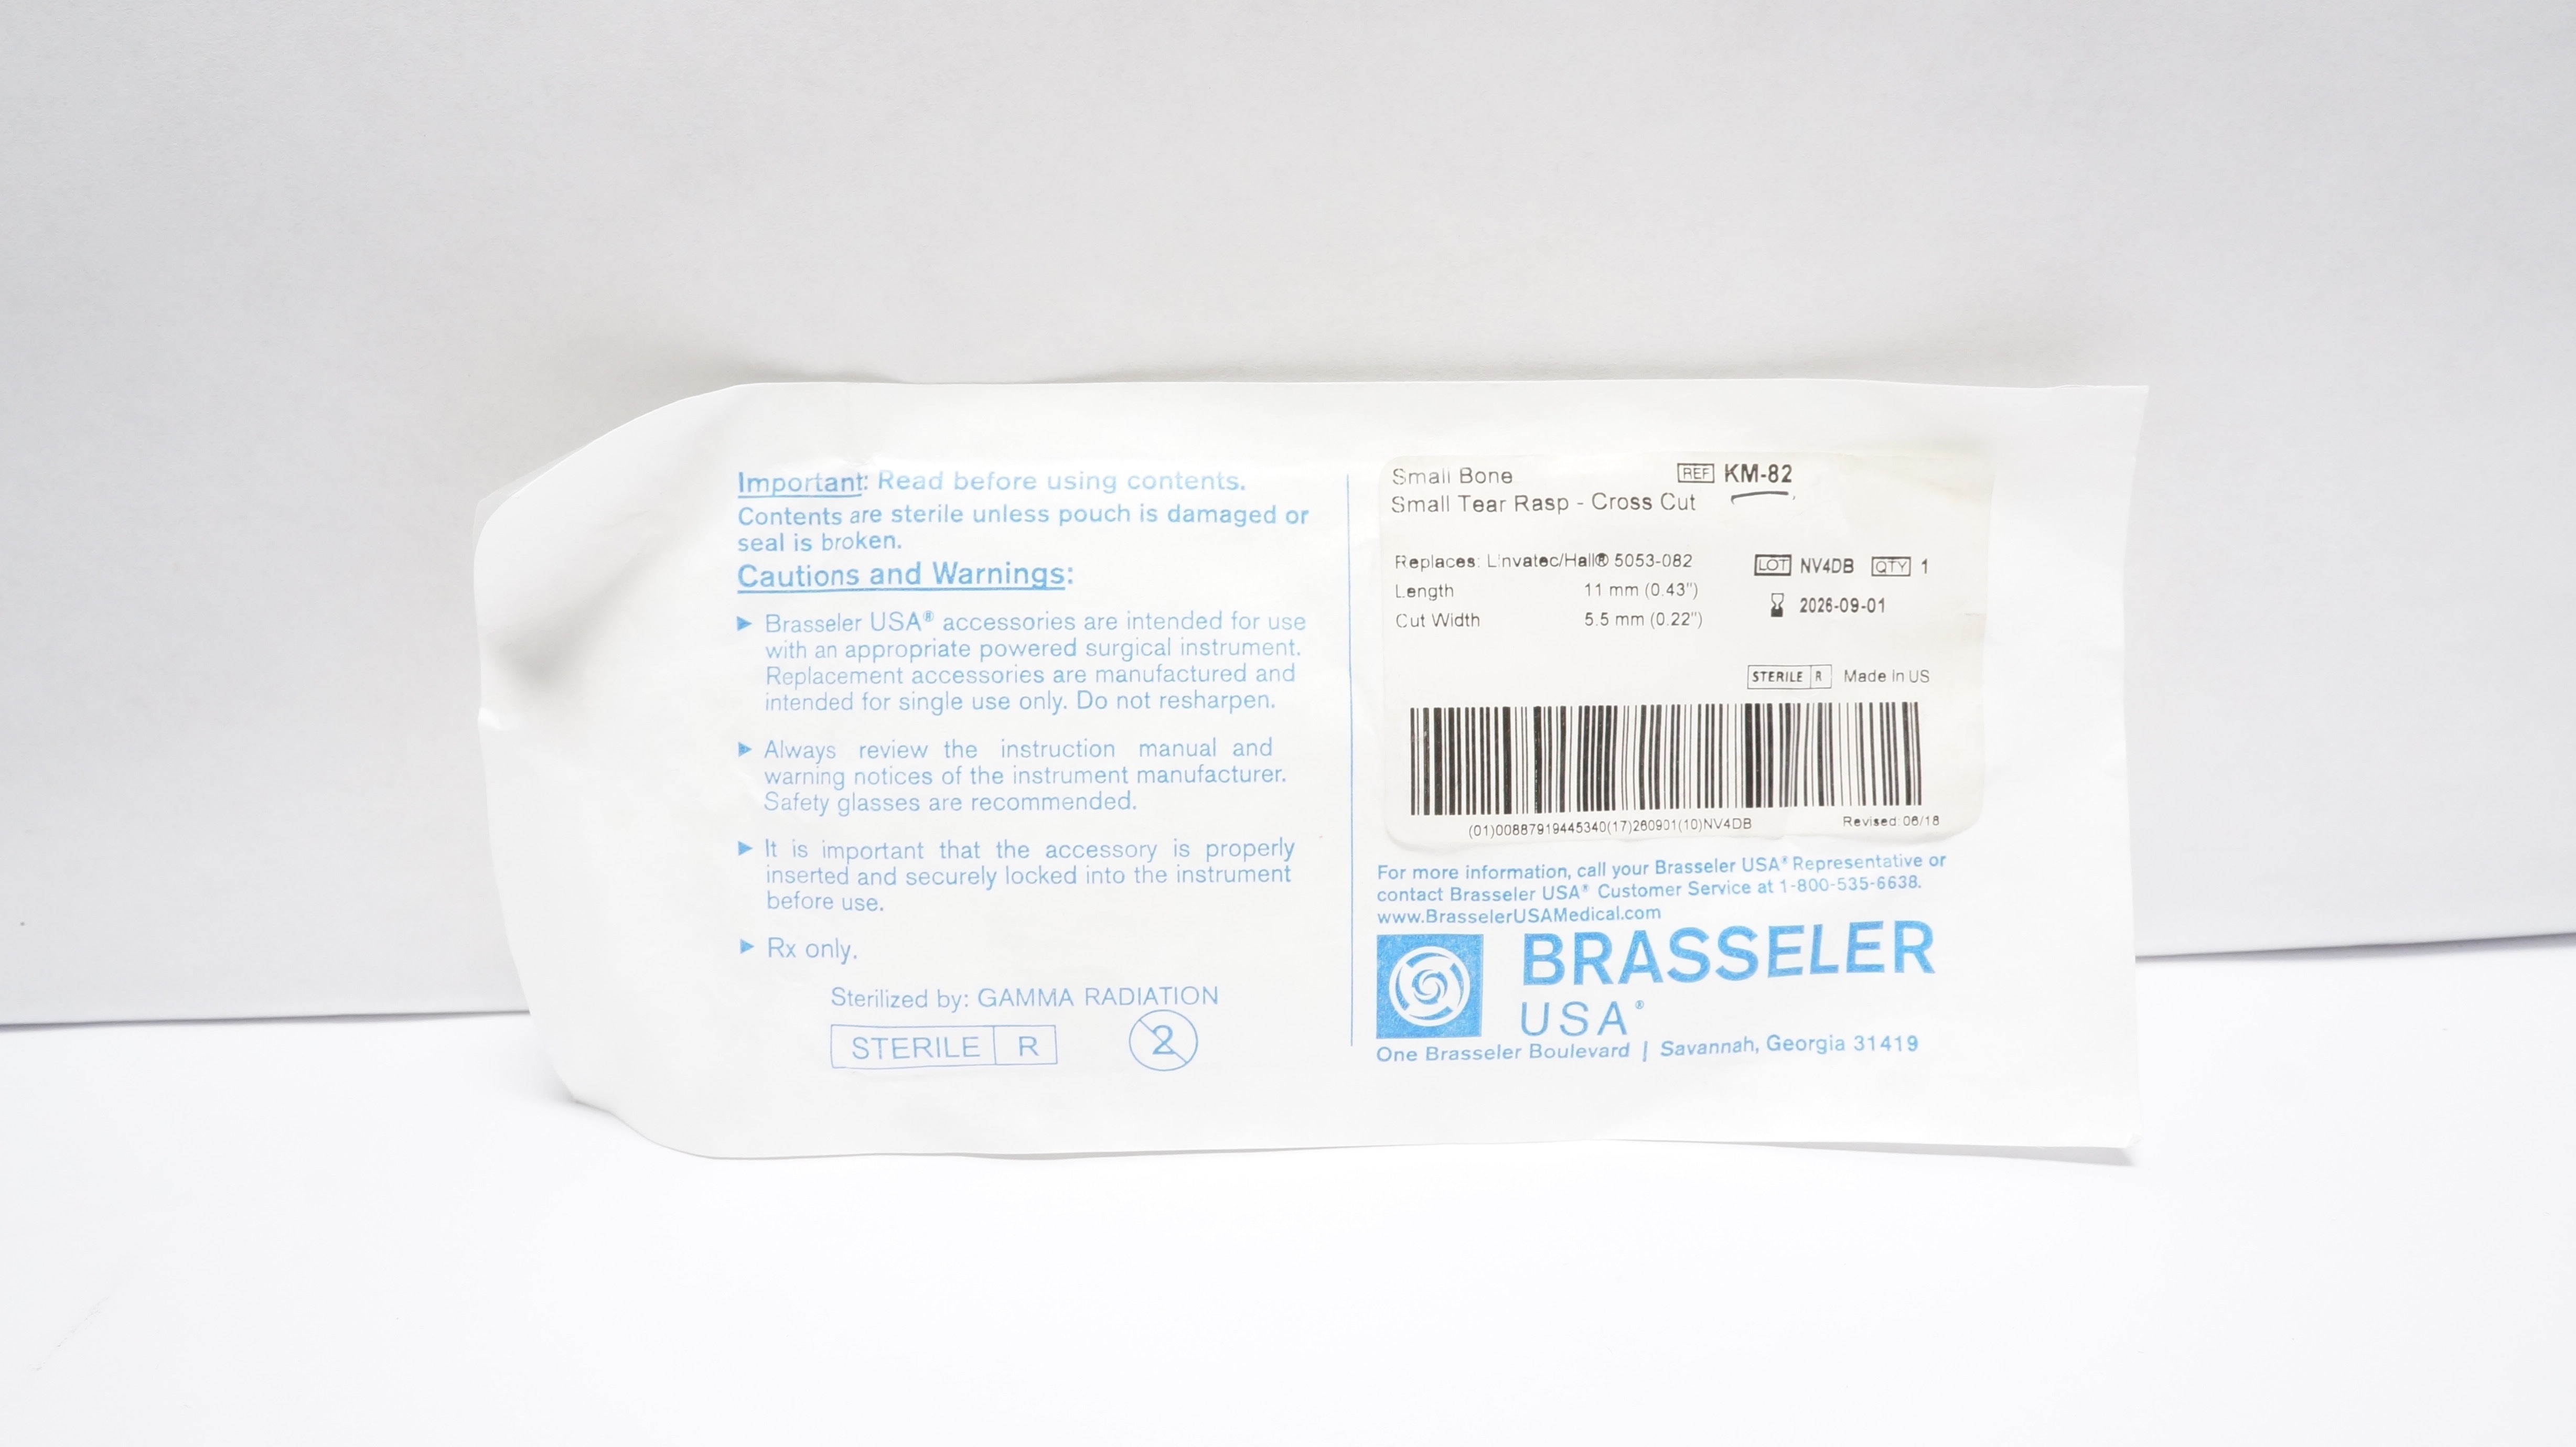 Important: Read before using contents.
Contents are sterile unless pouch is damaged or
seal is broken.
Cautions and Warnings:
▶ Brasseler USA® accessories are intended for use
with an appropriate powered surgical instrument.
Replacement accessories are manufactured and
intended for single use only. Do not resharpen.
▶ Always review the instruction manual and
warning notices of the instrument manufacturer.
Safety glasses are recommended.
▶ It is important that the accessory is properly
inserted and securely locked into the instrument
before use.
▶ Rx only.
Sterilized by: GAMMA RADIATION
STERILE R 2
Small Bone REF KM-82
Small Tear Rasp - Cross Cut
Replaces: Linvatec/Hall® 5053-082
Length 11 mm (0.43")
Cut Width 5.5 mm (0.22")
LOT NV4DB QTY 1
2026-09-01
STERILE R Made in US
(01)00887919445340(17)260901(10)NV4DB Revised: 06/18
For more information, call your Brasseler USA® Representative or
contact Brasseler USA® Customer Service at 1-800-535-6638.
www.BrasselerUSAMedical.com
BRASSELER
USA®
One Brasseler Boulevard | Savannah, Georgia 31419